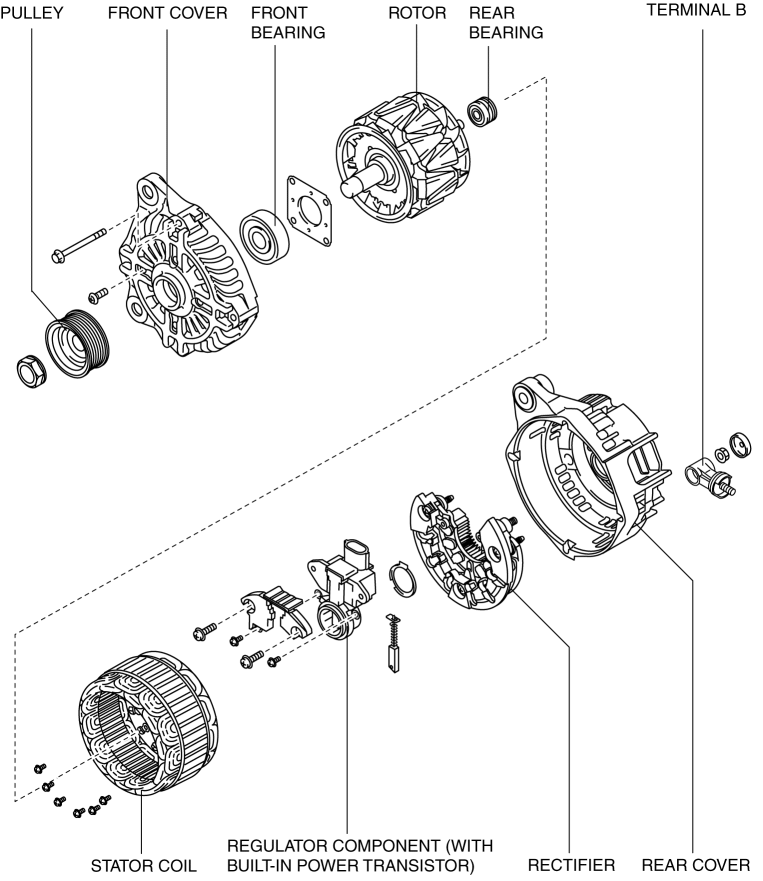 PULLEY
FRONT COVER
FRONT
BEARING
ROTOR
REAR
BEARING
TERMINAL B
STATOR COIL
REGULATOR COMPONENT (WITH
BUILT-IN POWER TRANSISTOR)
RECTIFIER
REAR COVER